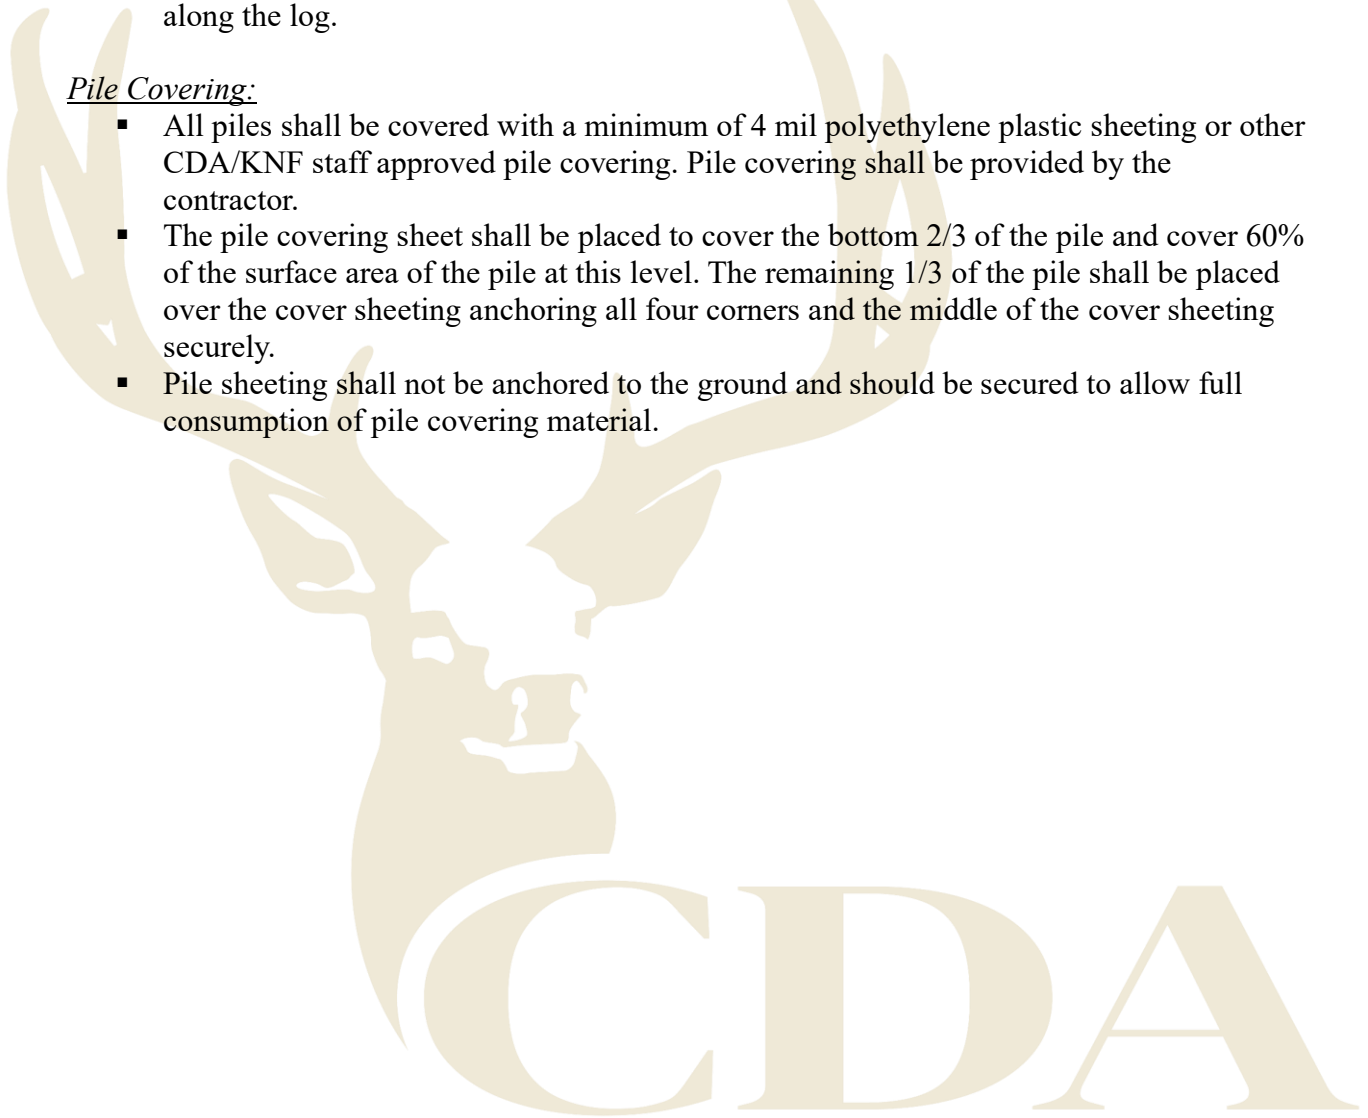 along the log.
Pile Covering:
▪ All piles shall be covered with a minimum of 4 mil polyethylene plastic sheeting or other
CDA/KNF staff approved pile covering. Pile covering shall be provided by the
contractor.
▪ The pile covering sheet shall be placed to cover the bottom 2/3 of the pile and cover 60%
of the surface area of the pile at this level. The remaining 1/3 of the pile shall be placed
over the cover sheeting anchoring all four corners and the middle of the cover sheeting
securely.
▪ Pile sheeting shall not be anchored to the ground and should be secured to allow full
consumption of pile covering material.
CDA